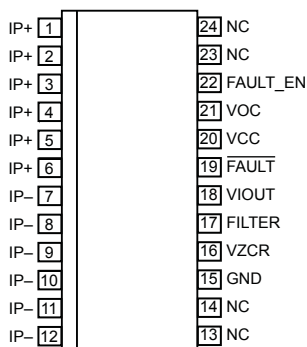 IP+ 1 24 NC
IP+ 2 23 NC
IP+ 3 22 FAULT_EN
IP+ 4 21 VOC
IP+ 5 20 VCC
IP+ 6 19 FAULT
IP– 7 18 VIOUT
IP– 8 17 FILTER
IP– 9 16 VZCR
IP– 10 15 GND
IP– 11 14 NC
IP– 12 13 NC